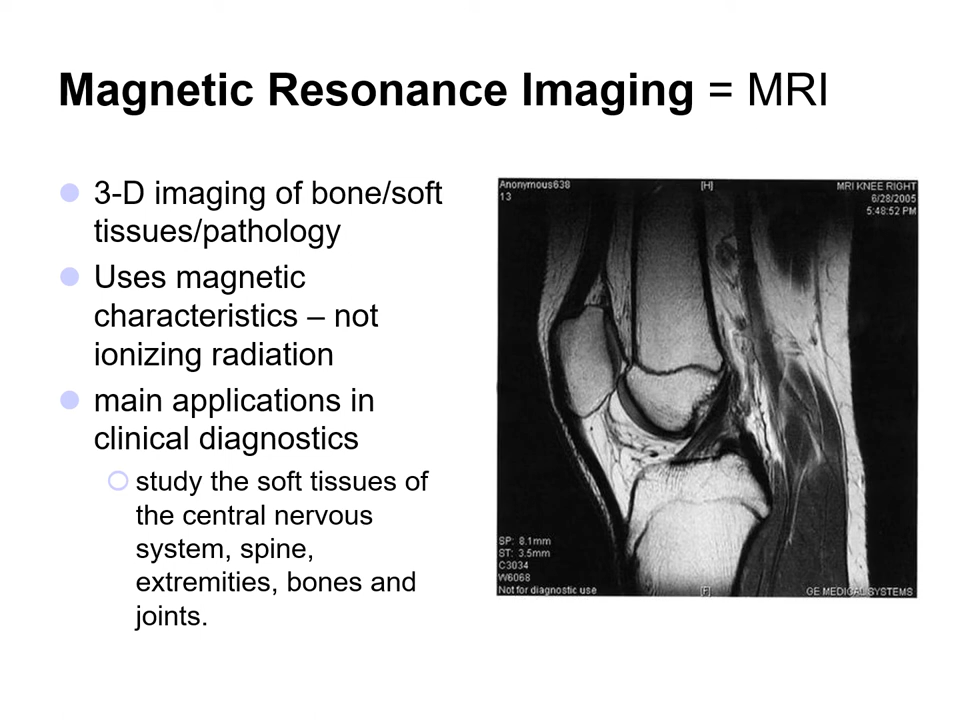 Magnetic Resonance Imaging = MRI
3-D imaging of bone/soft
tissues/pathology
Uses magnetic
characteristics – not
ionizing radiation
main applications in
clinical diagnostics
study the soft tissues of
the central nervous
system, spine,
extremities, bones and
joints.
Anonymous638
13
[H]
MRI KNEE RIGHT
6/28/2005
5:48:52 PM
SP: 8.1mm
ST: 3.5mm
C3034
W6068
Not for diagnostic use
[F]
GE MEDICAL SYSTEMS